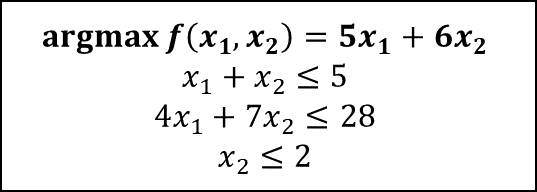 argmax f(x₁, x₂) = 5x₁ + 6x₂
x₁ + x₂ ≤ 5
4x₁ + 7x₂ ≤ 28
x₂ ≤ 2